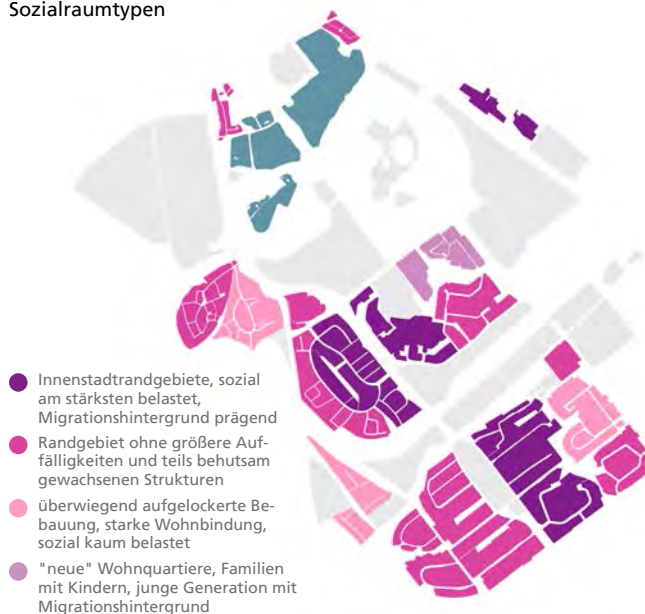 Sozialraumtypen
Innenstadtrandgebiete, sozial
am stärksten belastet,
Migrationshintergrund prägend
Randgebiet ohne größere Auf-
fälligkeiten und teils behutsam
gewachsenen Strukturen
überwiegend aufgelockerte Be-
bauung, starke Wohnbindung,
sozial kaum belastet
"neue" Wohnquartiere, Familien
mit Kindern, junge Generation mit
Migrationshintergrund